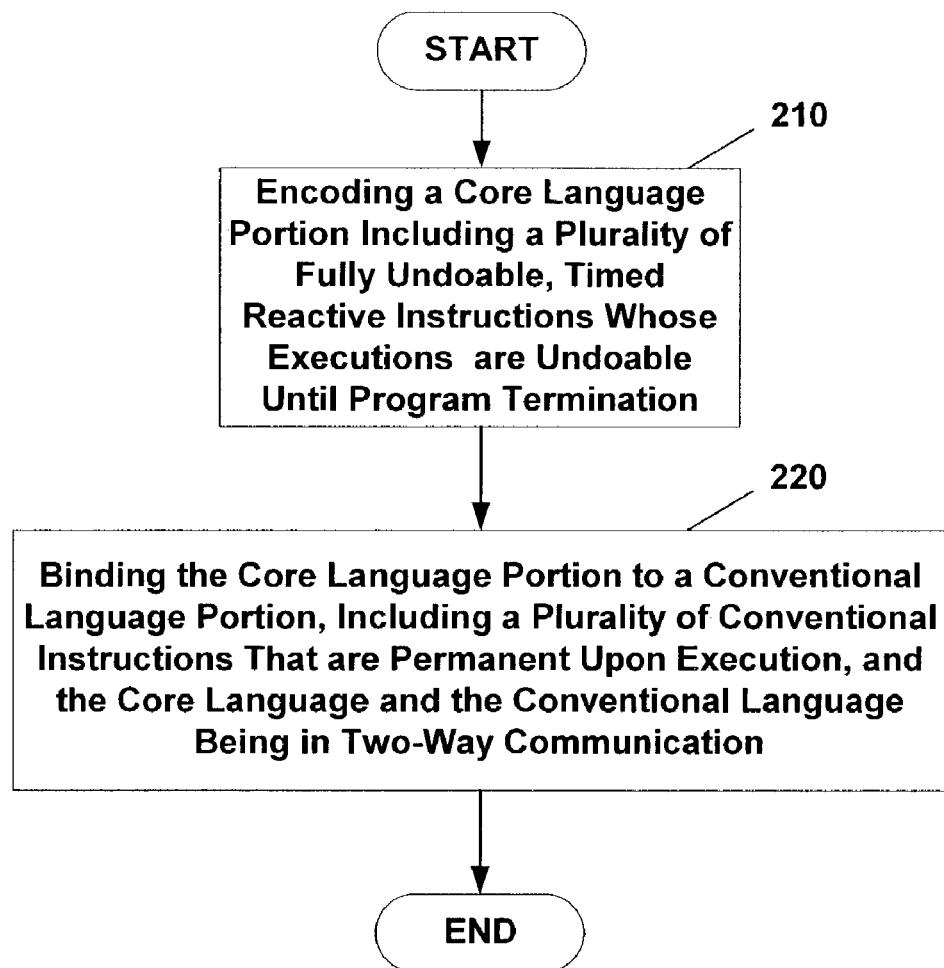 START
210
Encoding a Core Language
Portion Including a Plurality of
Fully Undoable, Timed
Reactive Instructions Whose
Executions are Undoable
Until Program Termination
220
Binding the Core Language Portion to a Conventional
Language Portion, Including a Plurality of Conventional
Instructions That are Permanent Upon Execution, and
the Core Language and the Conventional Language
Being in Two-Way Communication
END